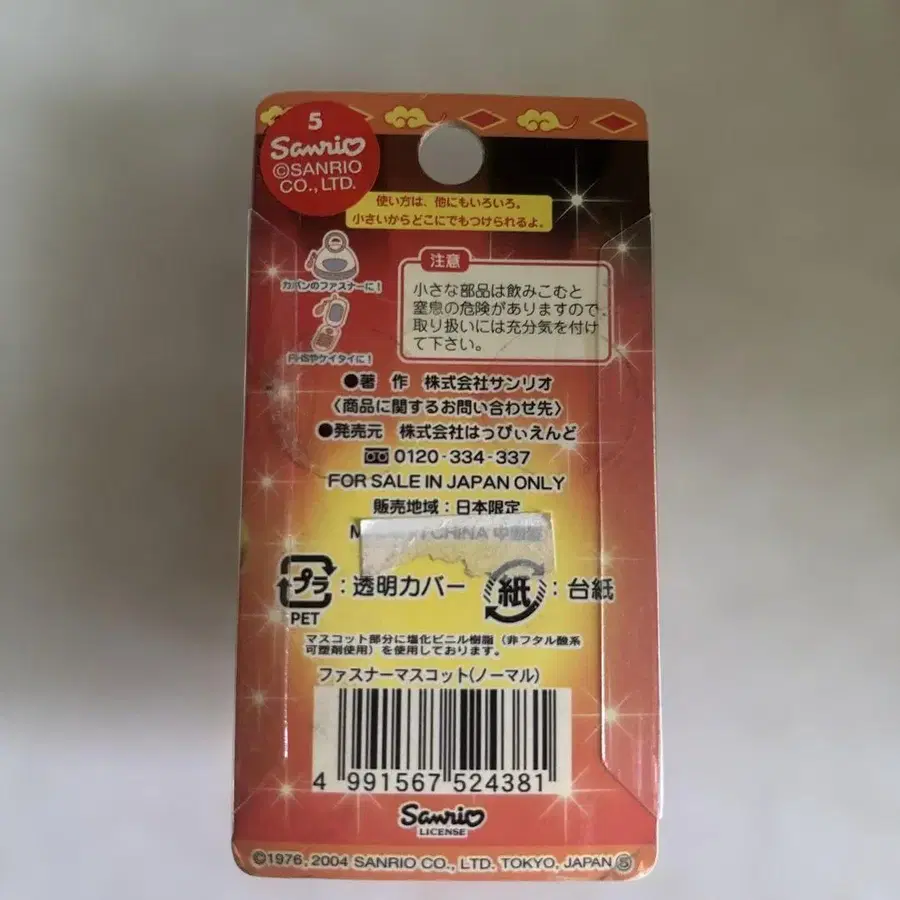 5
Sanrio
©SANRIO
CO., LTD.
使い方は、他にもいろいろ。
小さいからどこにでもつけられるよ。
カバンのファスナーに!
PHSやケイタイに!
注意
小さな部品は飲みこむと
窒息の危険がありますので、
取り扱いには充分気を付け
て下さい。
●著 作 株式会社サンリオ
〈商品に関するお問い合わせ先〉
●発売元 株式会社はっぴぃえんど
0120-334-337
FOR SALE IN JAPAN ONLY
販売地域:日本限定
CHINA
プラ
PET
:透明カバー
紙
:台紙
マスコット部分に塩化ビニル樹脂(非フタル酸系
可塑剤使用)を使用しております。
ファスナーマスコット(ノーマル)
4 991567 524381
Sanrio
LICENSE
©1976, 2004 SANRIO CO., LTD. TOKYO, JAPAN ⑤